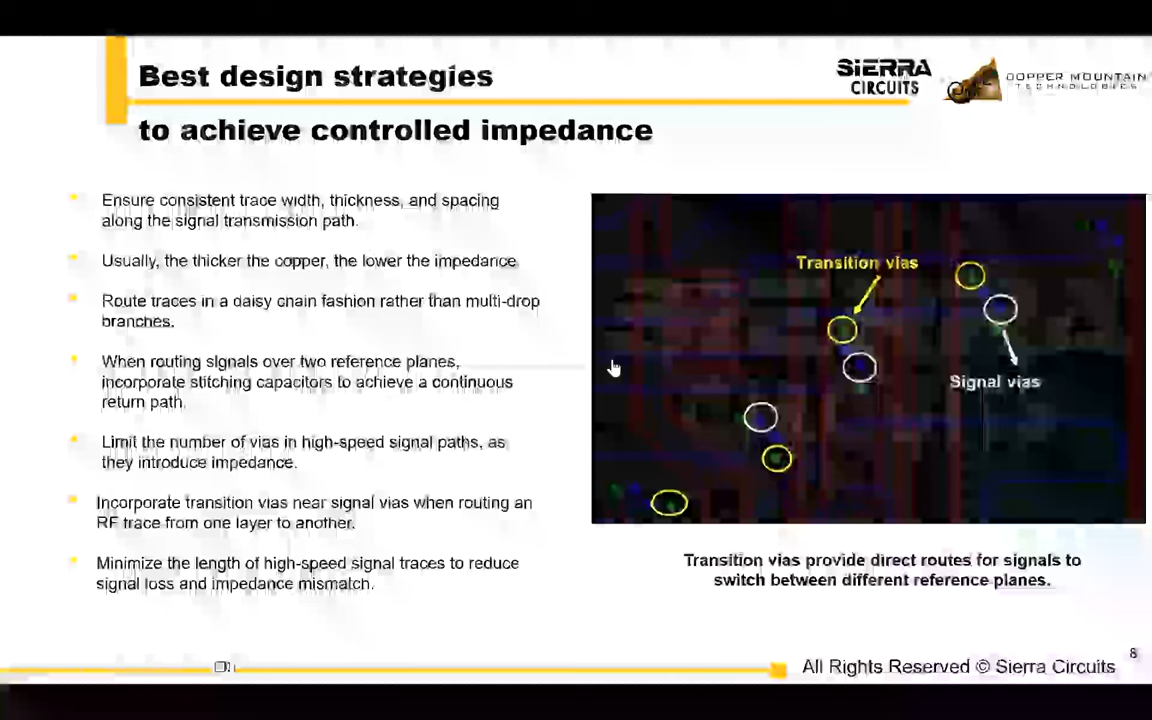 Best design strategies
to achieve controlled impedance
SIERRA
CIRCUITS
COPPER MOUNTAIN
TECHNOLOGIES
Ensure consistent trace width, thickness, and spacing
along the signal transmission path.
Usually, the thicker the copper, the lower the impedance
Route traces in a daisy chain fashion rather than multi-drop
branches.
When routing signals over two reference planes,
incorporate stitching capacitors to achieve a continuous
return path.
Limit the number of vias in high-speed signal paths, as
they introduce impedance.
Incorporate transition vias near signal vias when routing an
RF trace from one layer to another.
Minimize the length of high-speed signal traces to reduce
signal loss and impedance mismatch.
Transition vias
Signal vias
Transition vias provide direct routes for signals to
switch between different reference planes.
All Rights Reserved © Sierra Circuits
8